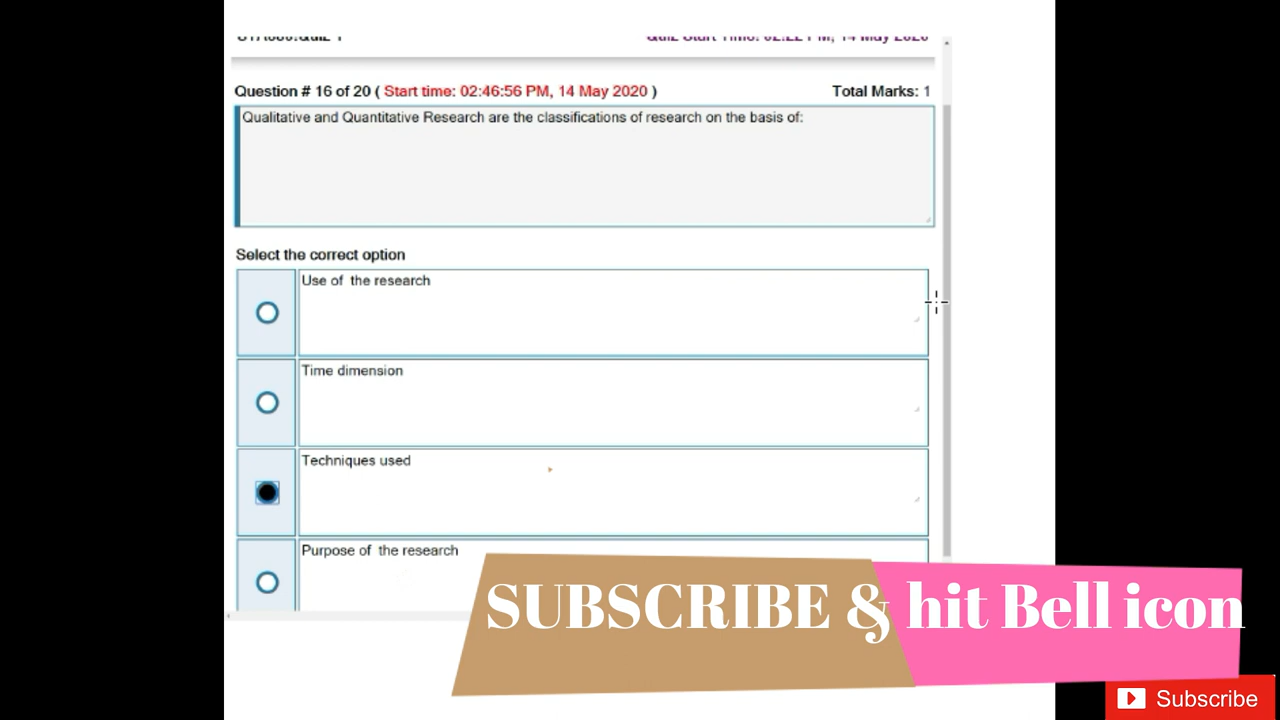 Question # 16 of 20 ( Start time: 02:46:56 PM, 14 May 2020 ) Total Marks: 1
Qualitative and Quantitative Research are the classifications of research on the basis of:
Select the correct option
Use of the research
Time dimension
Techniques used
Purpose of the research
SUBSCRIBE & hit Bell icon
Subscribe